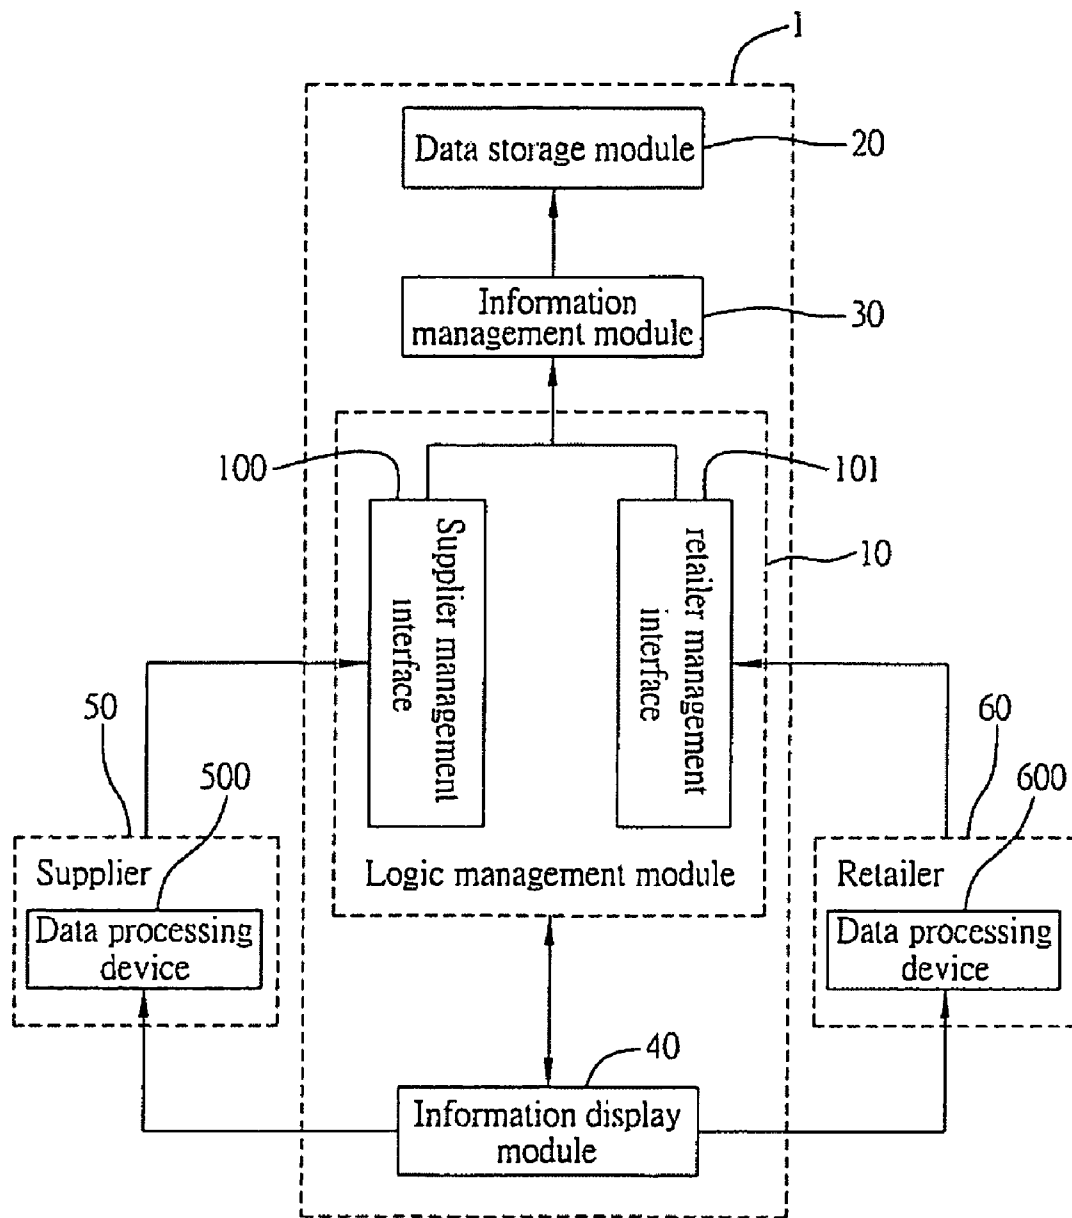 1
Data storage module
20
Information
management module
30
100
101
Supplier management
interface
retailer management
interface
10
50
500
60
600
Supplier
Logic management module
Retailer
Data processing
device
Data processing
device
40
Information display
module